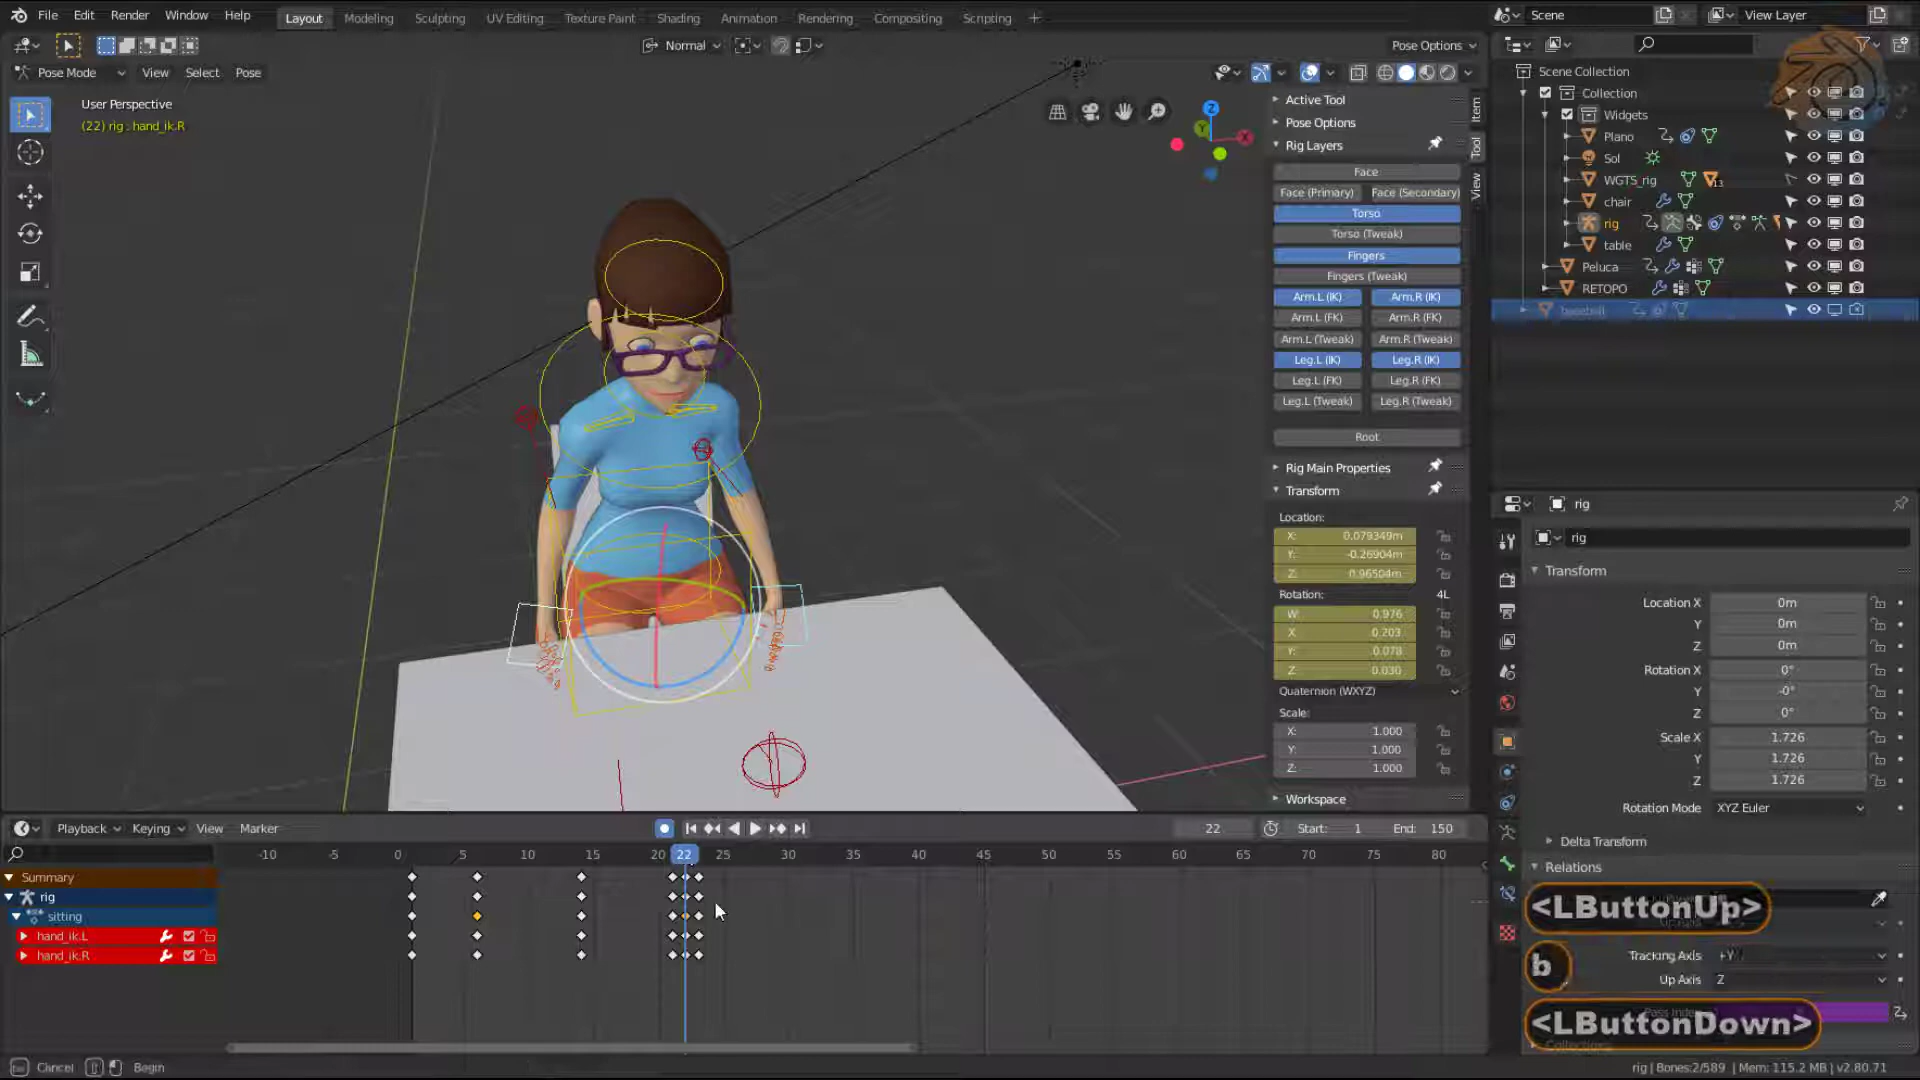 File Edit Render Window Help
Layout Modeling Sculpting UV Editing Texture Paint Shading Animation Rendering Compositing Scripting +
Scene
View Layer
Normal
Pose Options
Pose Mode View Select Pose
User Perspective
(22) rig : hand_ik.R
Active Tool
Pose Options
Rig Layers
Face
Face (Primary) Face (Secondary)
Torso
Torso (Tweak)
Fingers
Fingers (Tweak)
Arm.L (IK) Arm.R (IK)
Arm.L (FK) Arm.R (FK)
Arm.L (Tweak) Arm.R (Tweak)
Leg.L (IK) Leg.R (IK)
Leg.L (FK) Leg.R (FK)
Leg.L (Tweak) Leg.R (Tweak)
Root
Rig Main Properties
Transform
Location:
X: 0.079349m
Y: -0.26904m
Z: 0.96504m
Rotation: 4L
W: 0.976
X: 0.203
Y: 0.078
Z: 0.030
Quaternion (WXYZ)
Scale:
X: 1.000
Y: 1.000
Z: 1.000
Workspace
Item
Tool
View
Z
Y
X
Scene Collection
Collection
Widgets
Plano
Sol
WGTS_rig 13
chair
rig
table
Peluca
RETOPO
rig
rig
Transform
Location X 0m
Y 0m
Z 0m
Rotation X 0°
Y -0°
Z 0°
Scale X 1.726
Y 1.726
Z 1.726
Rotation Mode XYZ Euler
Delta Transform
Relations
<LButtonUp>
b
Tracking Axis +Y
Up Axis Z
<LButtonDown>
Collections
Playback Keying View Marker
22 Start: 1 End: 150
-10 -5 0 5 10 15 20 22 25 30 35 40 45 50 55 60 65 70 75 80
Summary
rig
sitting
hand_ik.L
hand_ik.R
Cancel Begin
rig | Bones:2/589 | Mem: 115.2 MB | v2.80.71